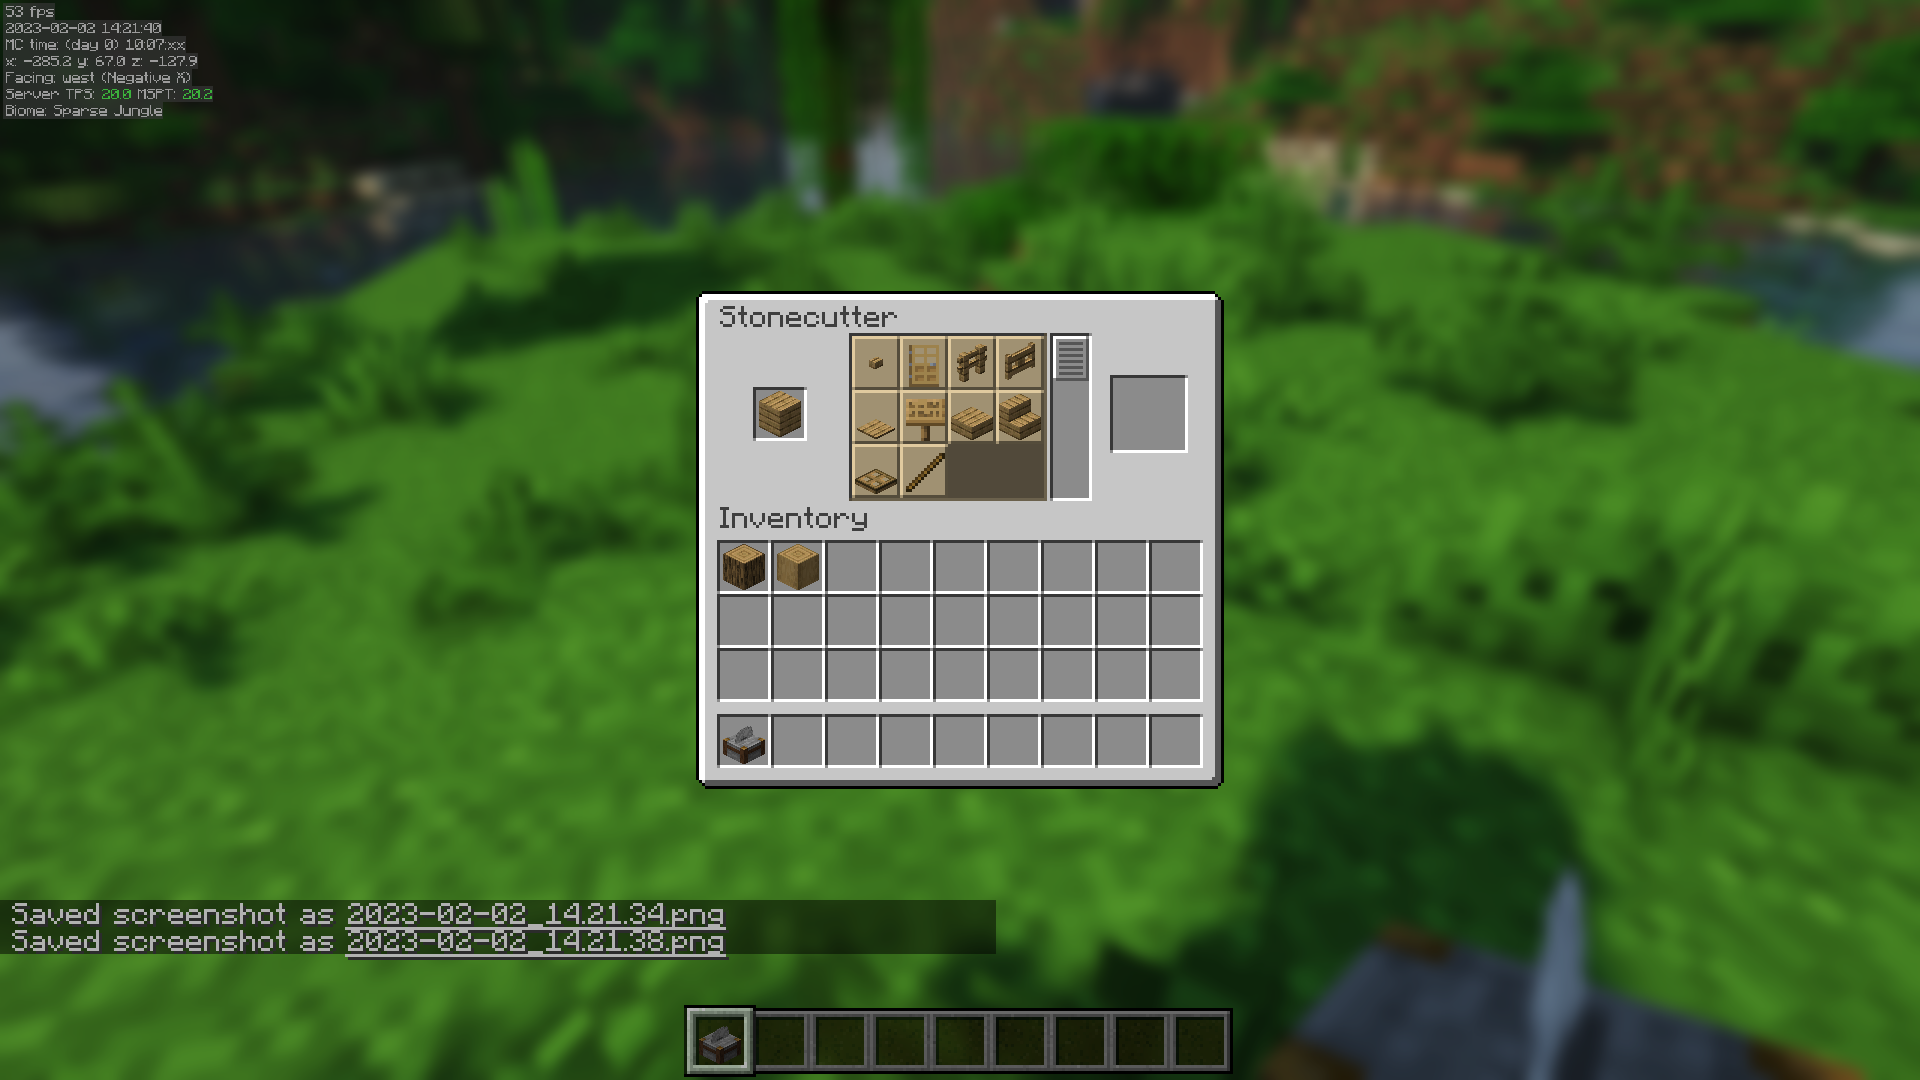 53 fps
2023-02-02 14:21:40
MC time: (day 0) 10:07:xx
x: -285.2 y: 67.0 z: -127.9
Facing: west (Negative X)
Server TPS: 20.0 MSPT: 20.2
Biome: Sparse Jungle
Stonecutter
Inventory
Saved screenshot as 2023-02-02_14.21.34.png
Saved screenshot as 2023-02-02_14.21.38.png